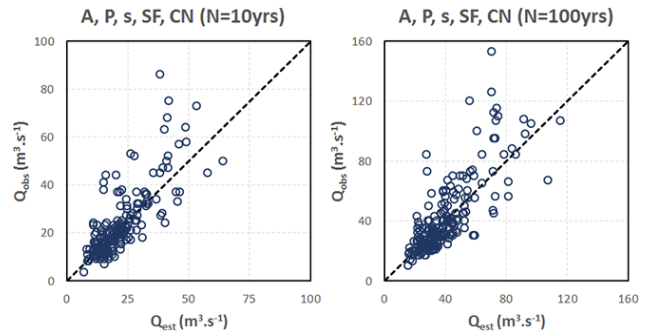 A, P, s, SF, CN (N=10yrs)
100
80
60
40
20
0
Qobs (m³.s⁻¹)
0 25 50 75 100
Qest (m³.s⁻¹)
A, P, s, SF, CN (N=100yrs)
160
120
80
40
0
Qobs (m³.s⁻¹)
0 40 80 120 160
Qest (m³.s⁻¹)